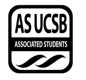 AS UCSB
ASSOCIATED STUDENTS